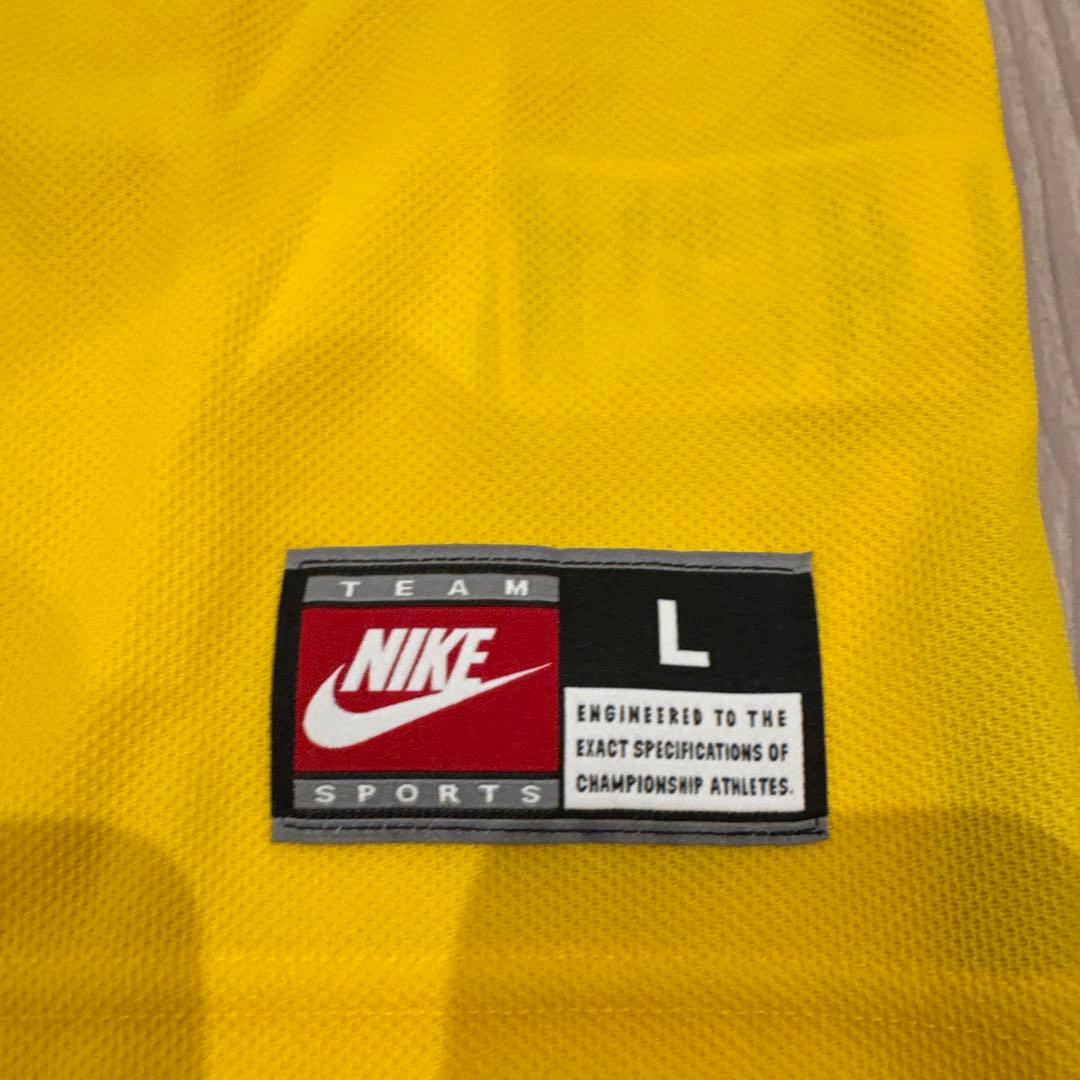 TEAM
NIKE
SPORTS
L
ENGINEERED TO THE
EXACT SPECIFICATIONS OF
CHAMPIONSHIP ATHLETES.